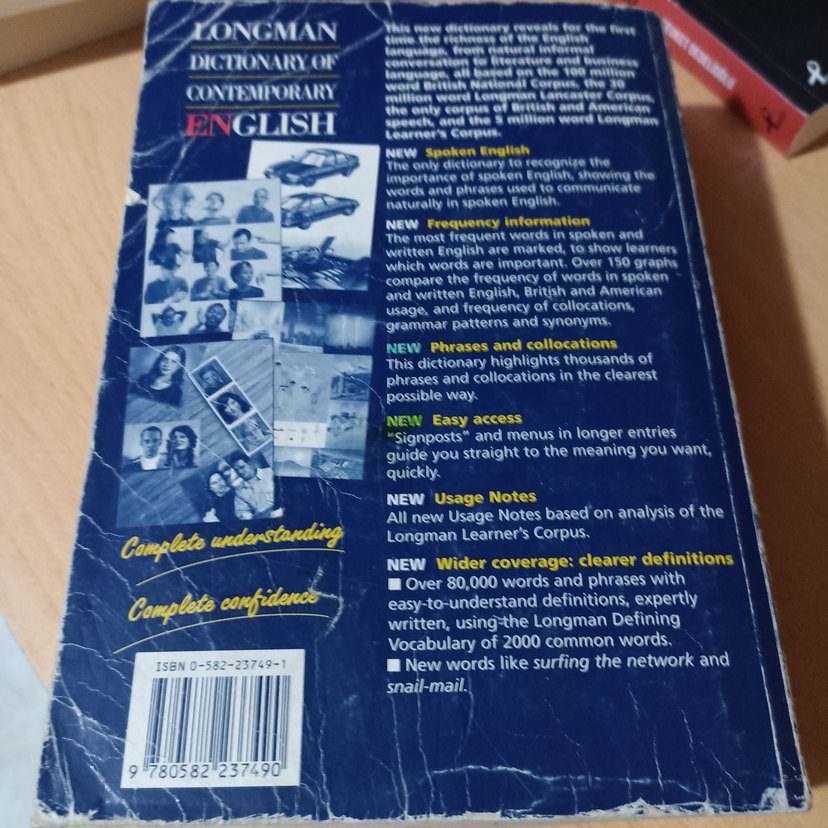 LONGMAN
DICTIONARY OF
CONTEMPORARY
ENGLISH
This new dictionary reveals for the first
time the richness of the English
language, from natural informal
conversation to literature and business
language, all based on the 100 million
word British National Corpus, the 30
million word Longman Lancaster Corpus,
the only corpus of British and American
speech, and the 5 million word Longman
Learner's Corpus.
NEW Spoken English
The only dictionary to recognize the
importance of spoken English, showing the
words and phrases used to communicate
naturally in spoken English.
NEW Frequency information
The most frequent words in spoken and
written English are marked, to show learners
which words are important. Over 150 graphs
compare the frequency of words in spoken
and written English, British and American
usage, and frequency of collocations,
grammar patterns and synonyms.
NEW Phrases and collocations
This dictionary highlights thousands of
phrases and collocations in the clearest
possible way.
NEW Easy access
"Signposts" and menus in longer entries
guide you straight to the meaning you want,
quickly.
NEW Usage Notes
All new Usage Notes based on analysis of the
Longman Learner's Corpus.
NEW Wider coverage: clearer definitions
■ Over 80,000 words and phrases with
easy-to-understand definitions, expertly
written, using the Longman Defining
Vocabulary of 2000 common words.
■ New words like surfing the network and
snail-mail.
Complete understanding
Complete confidence
ISBN 0-582-23749-1
9 780582 237490